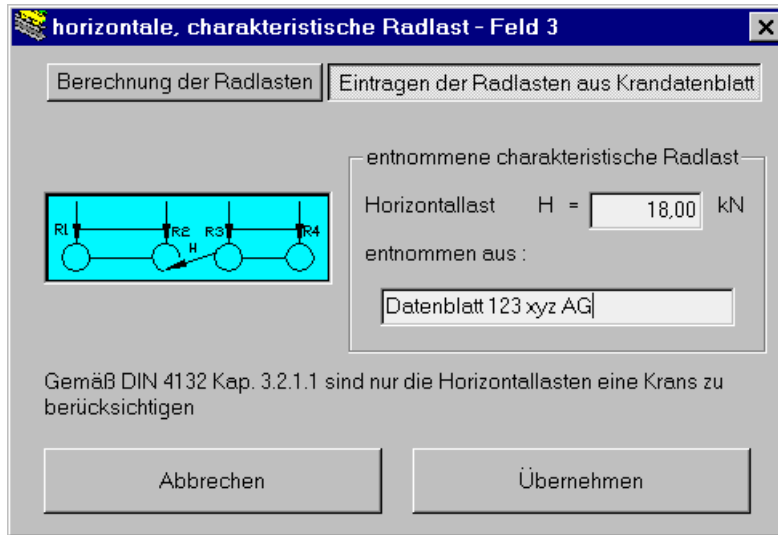 horizontale, charakteristische Radlast - Feld 3
Berechnung der Radlasten
Eintragen der Radlasten aus Krandatenblatt
entnommene charakteristische Radlast
Horizontallast H = 18,00 kN
entnommen aus :
Datenblatt 123 xyz AG
R1 R2 R3 R4
H
Gemäß DIN 4132 Kap. 3.2.1.1 sind nur die Horizontallasten eine Krans zu
berücksichtigen
Abbrechen
Übernehmen